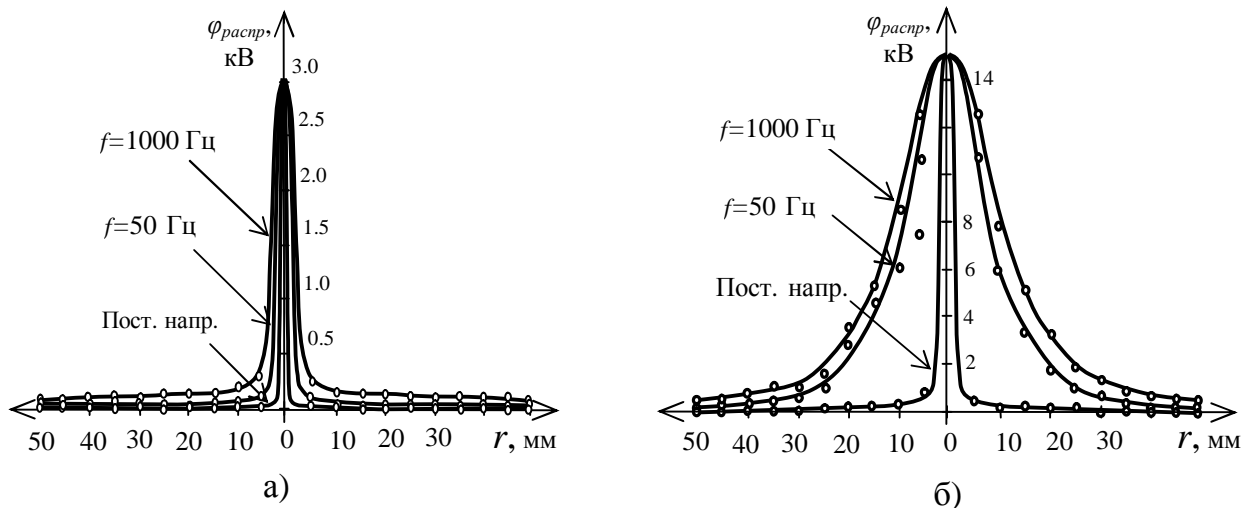 φраспр,
кВ
3.0
2.5
f=1000 Гц
2.0
1.5
f=50 Гц
1.0
Пост. напр.
0.5
50 40 30 20 10 0 10 20 30 r, мм
а)
φраспр,
кВ
14
f=1000 Гц
8
f=50 Гц
6
Пост. напр.
4
2
50 40 30 20 10 0 10 20 30 r, мм
б)